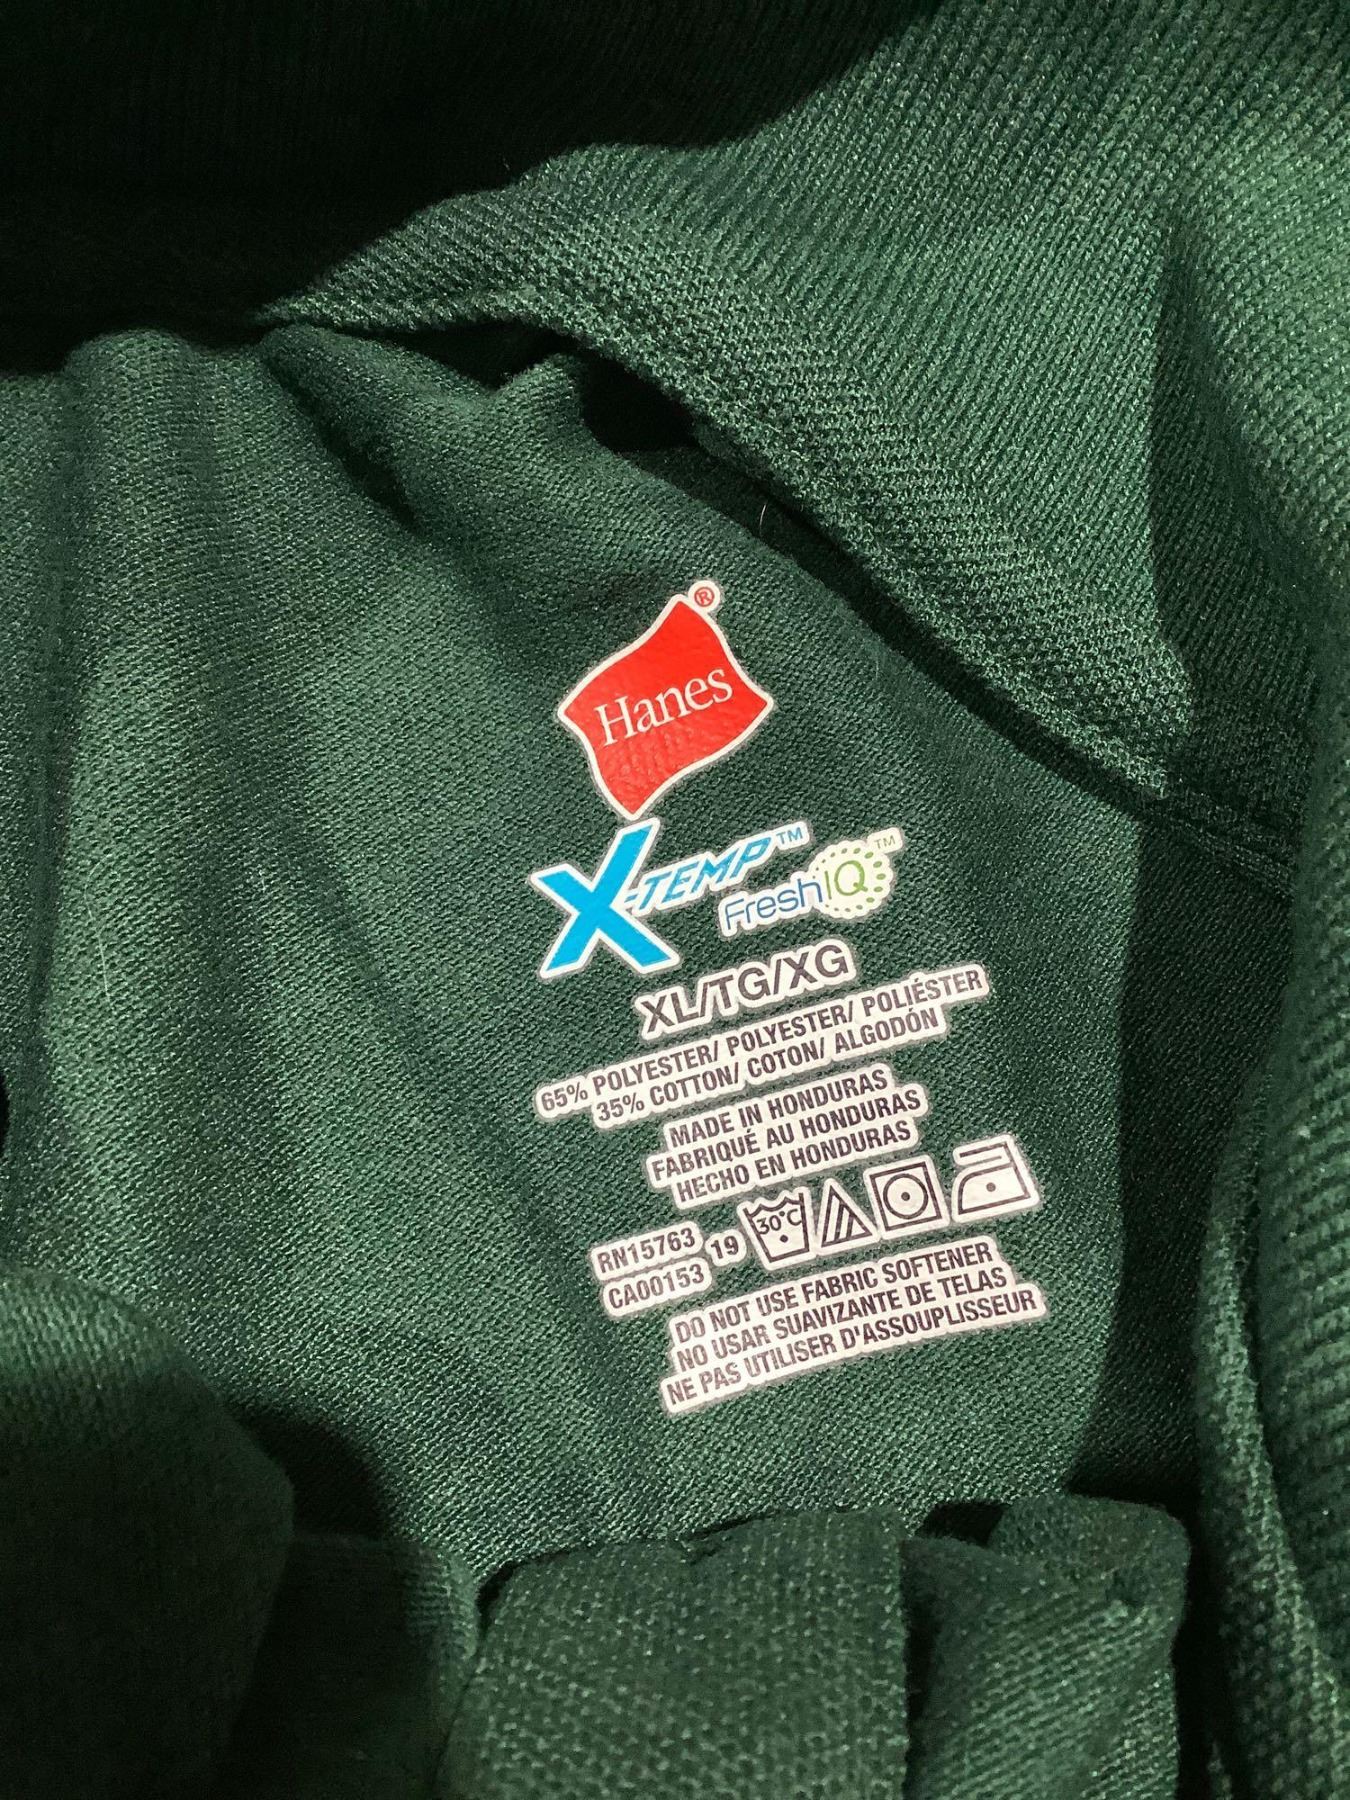 Hanes®
X-TEMP™
FreshIQ™
XL/TG/XG
65% POLYESTER/ POLYESTER/ POLIÉSTER
35% COTTON/ COTON/ ALGODÓN
MADE IN HONDURAS
FABRIQUÉ AU HONDURAS
HECHO EN HONDURAS
RN15763
CA00153
19
30°C
DO NOT USE FABRIC SOFTENER
NO USAR SUAVIZANTE DE TELAS
NE PAS UTILISER D'ASSOUPLISSEUR